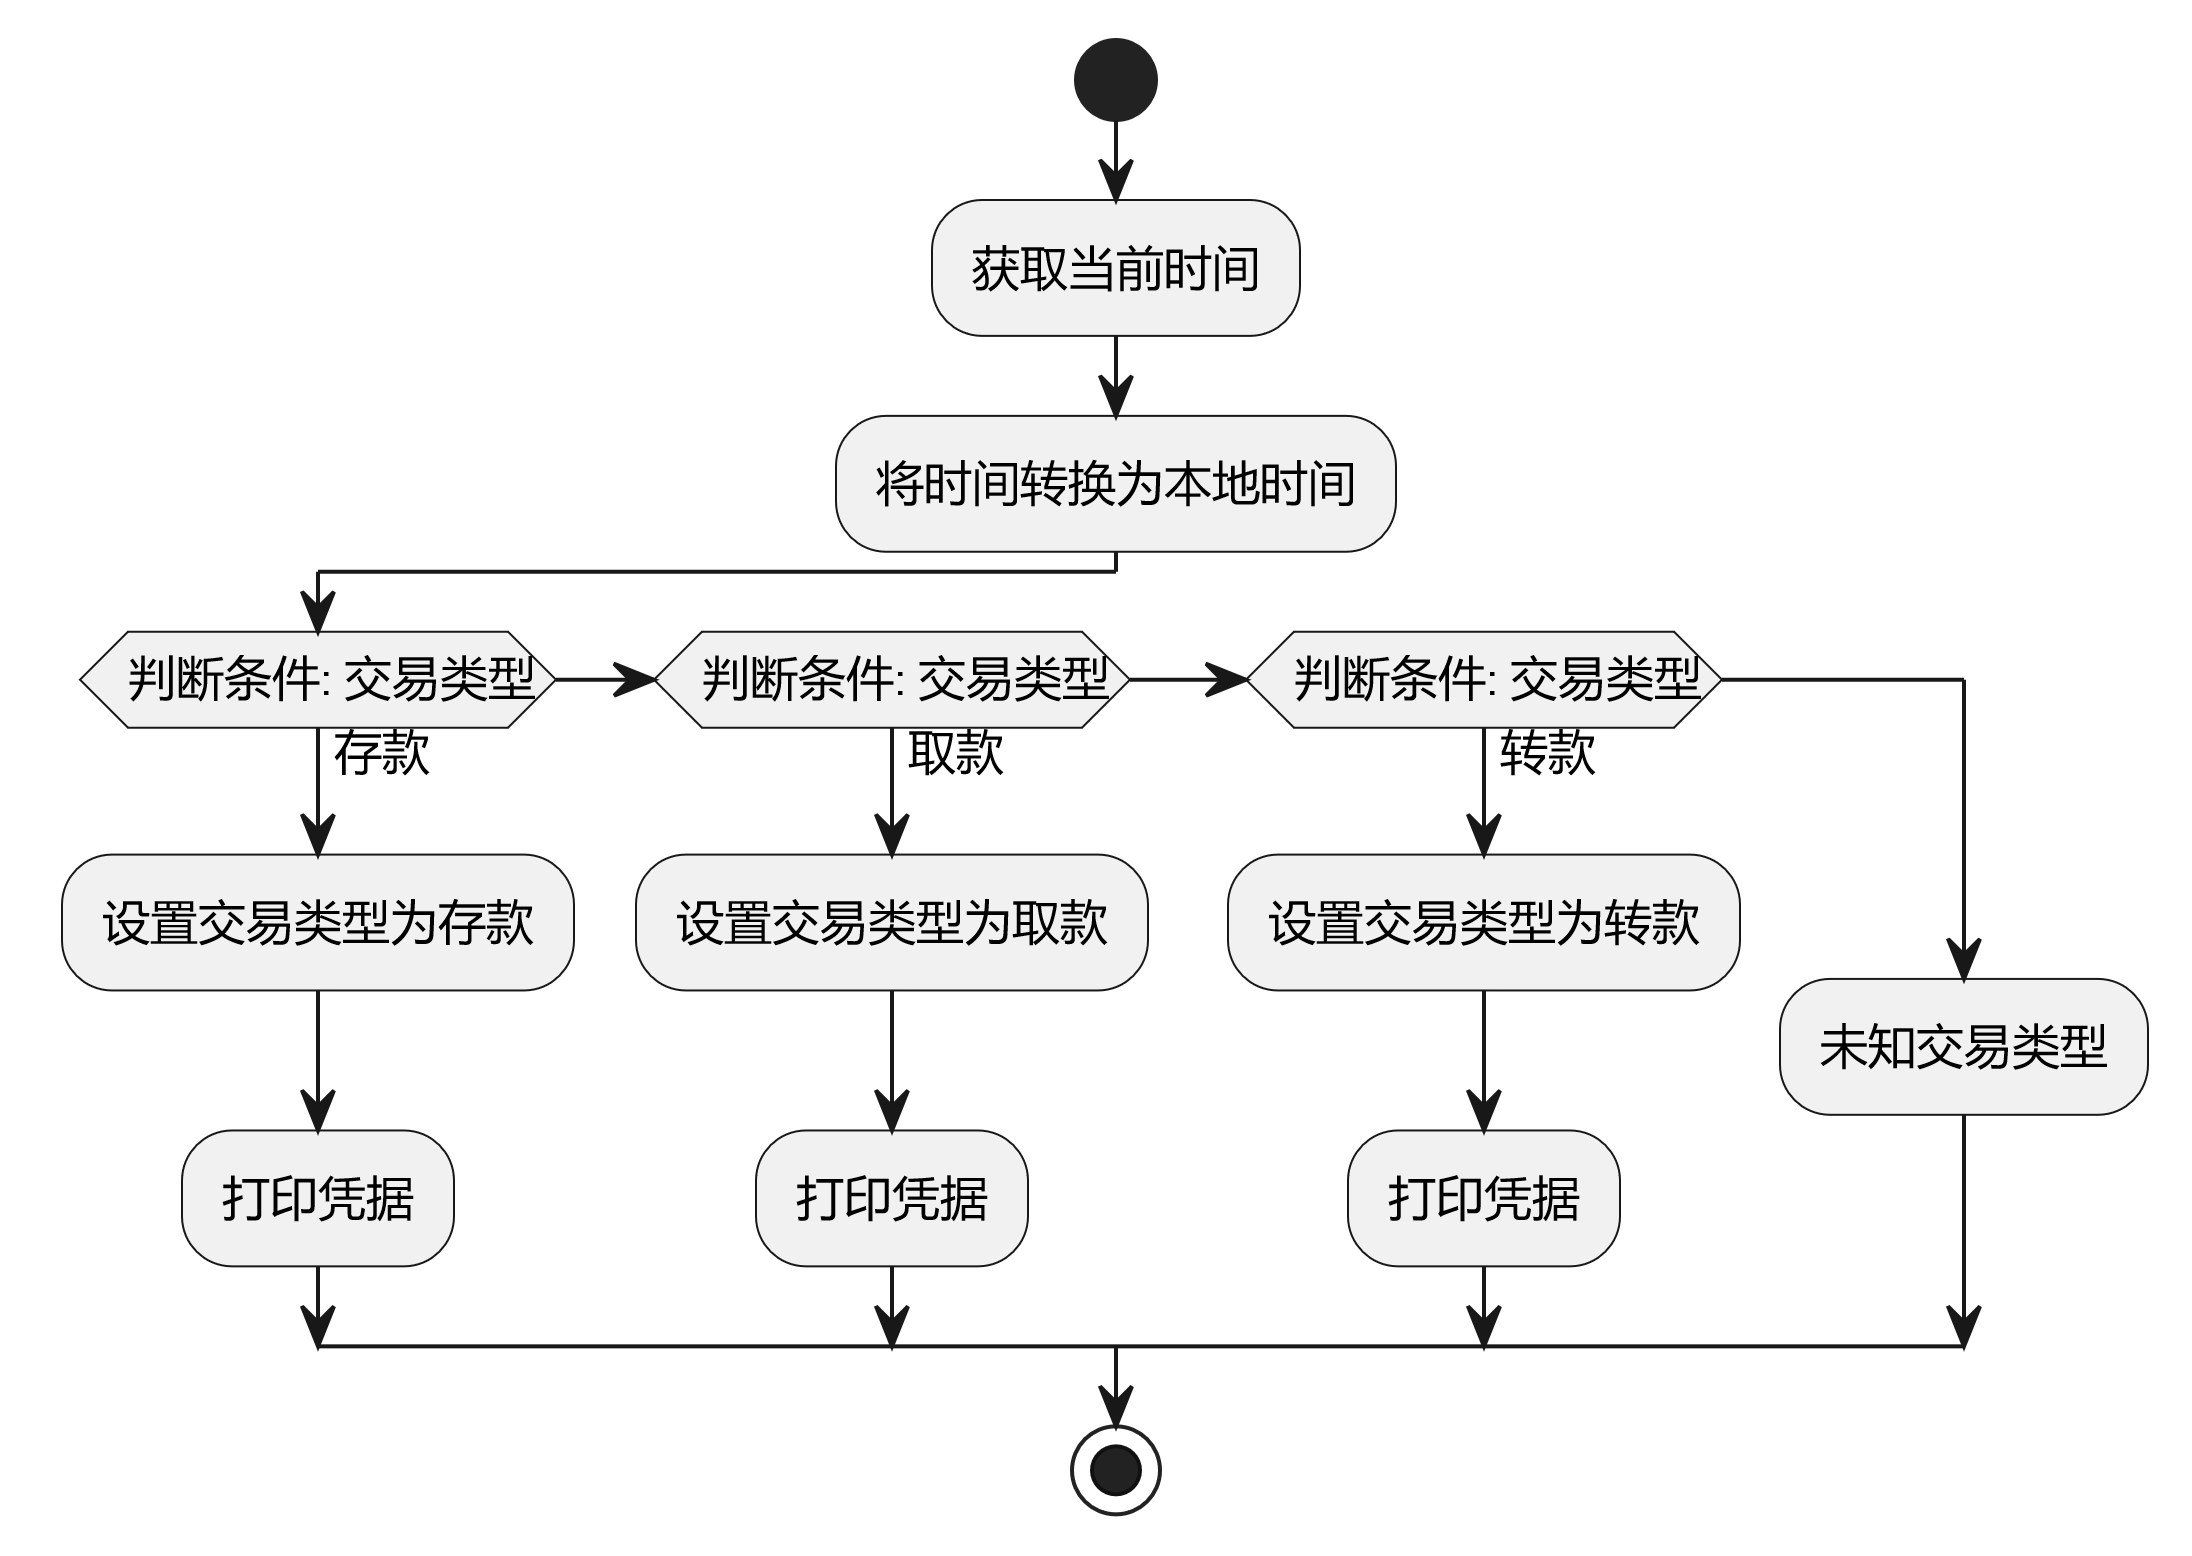 获取当前时间
将时间转换为本地时间
判断条件: 交易类型
判断条件: 交易类型
判断条件: 交易类型
存款
取款
转款
设置交易类型为存款
设置交易类型为取款
设置交易类型为转款
未知交易类型
打印凭据
打印凭据
打印凭据